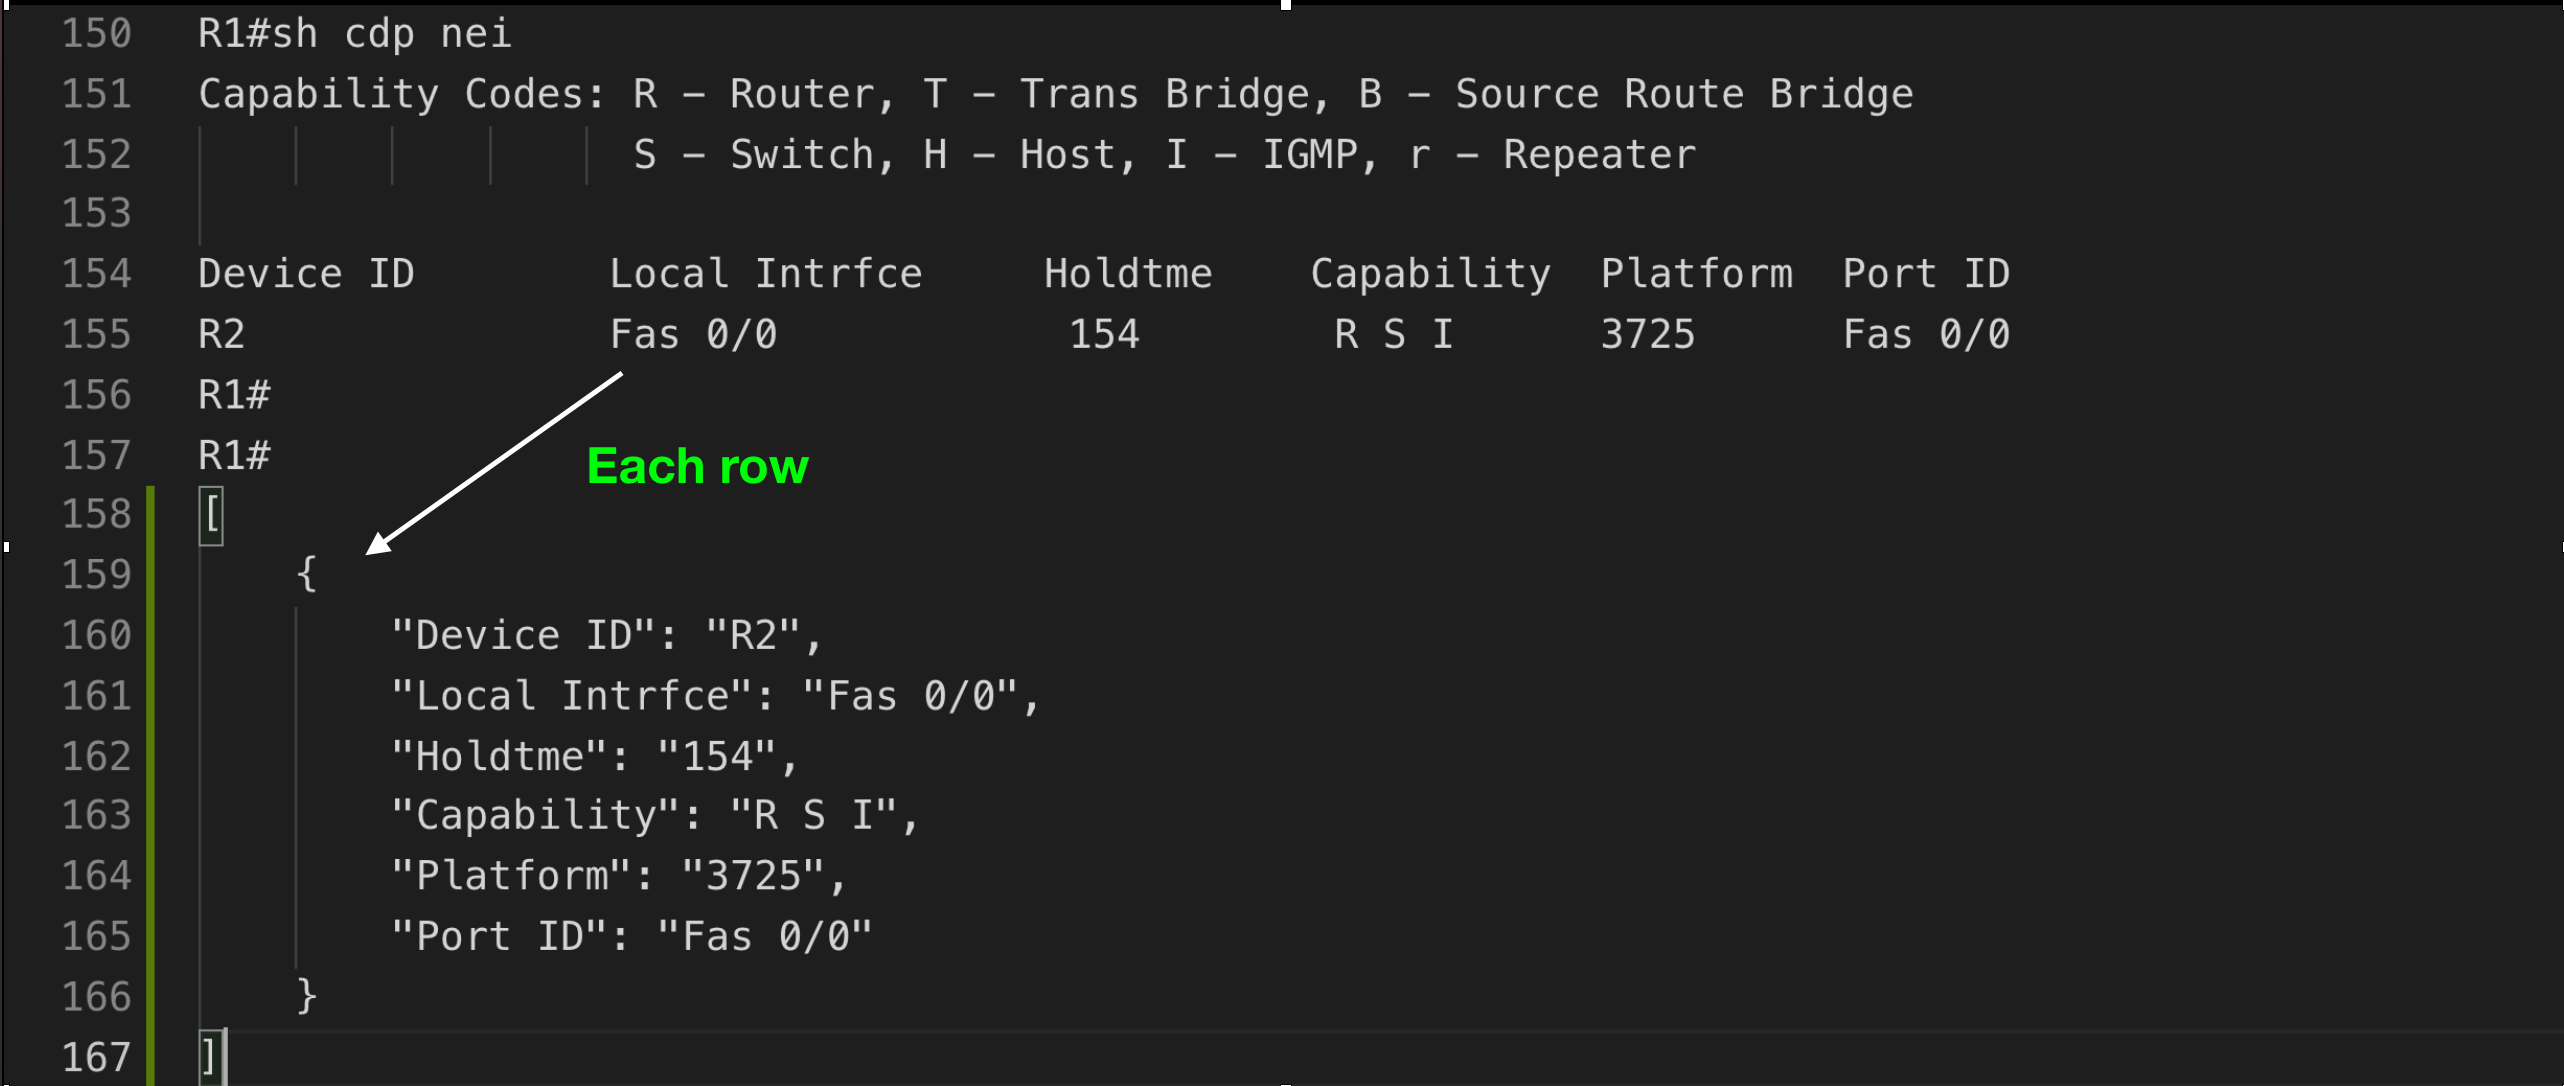 150 R1#sh cdp nei
151 Capability Codes: R - Router, T - Trans Bridge, B - Source Route Bridge
152 S - Switch, H - Host, I - IGMP, r - Repeater
153
154 Device ID Local Intrfce Holdtme Capability Platform Port ID
155 R2 Fas 0/0 154 R S I 3725 Fas 0/0
156 R1#
Each row
157 R1#
158 [
159 {
160 "Device ID": "R2",
161 "Local Intrfce": "Fas 0/0",
162 "Holdtme": "154",
163 "Capability": "R S I",
164 "Platform": "3725",
165 "Port ID": "Fas 0/0"
166 }
167 ]